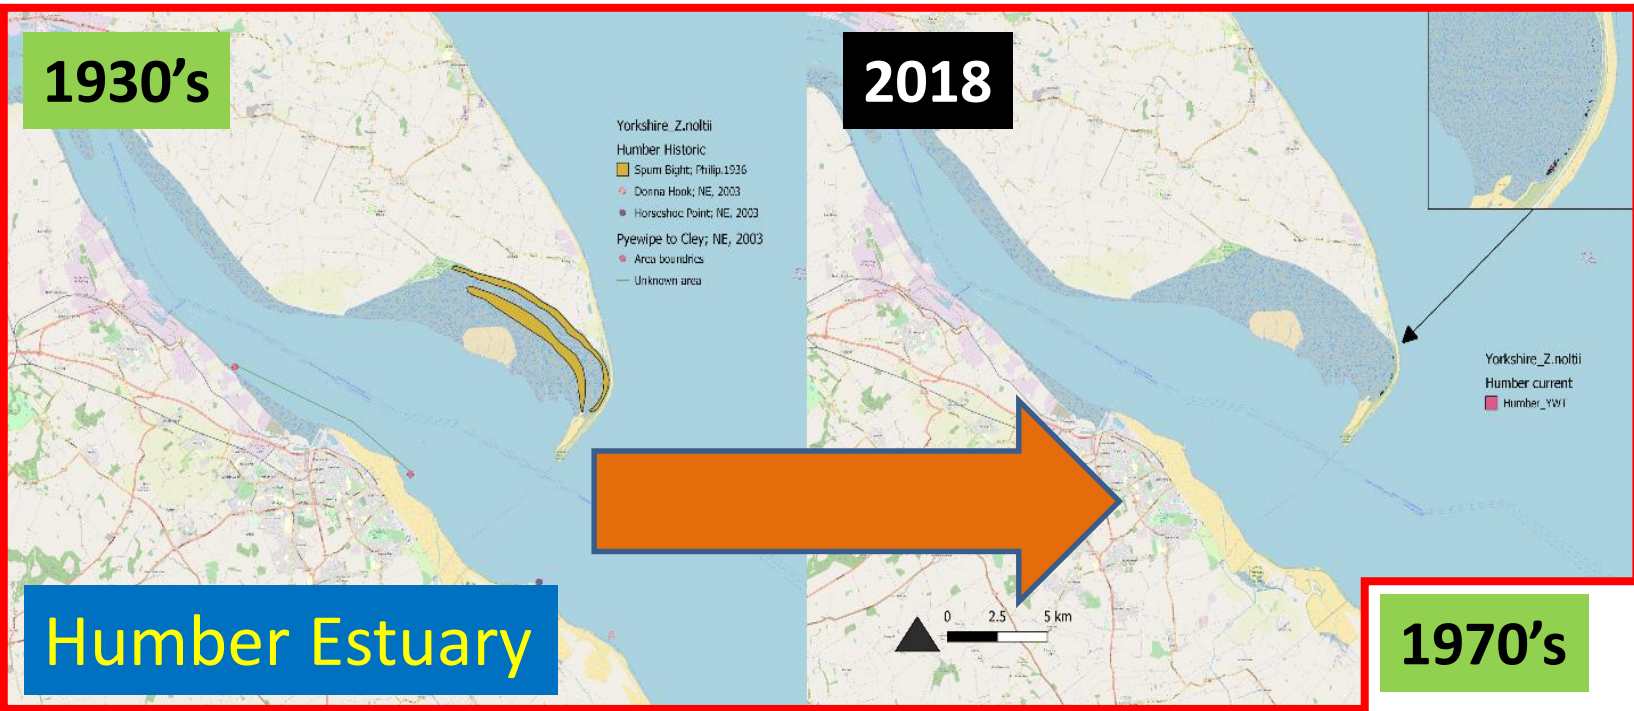 1930’s
Yorkshire_Z.noltii
Humber Historic
Spurn Bight; Philip.1936
Donna Hook; NE, 2003
Horseshoe Point; NE, 2003
Pyewipe to Cley; NE, 2003
Area boundries
Unknown area
Humber Estuary
2018
Yorkshire_Z.noltii
Humber current
Humber_YWT
0 2.5 5 km
1970’s